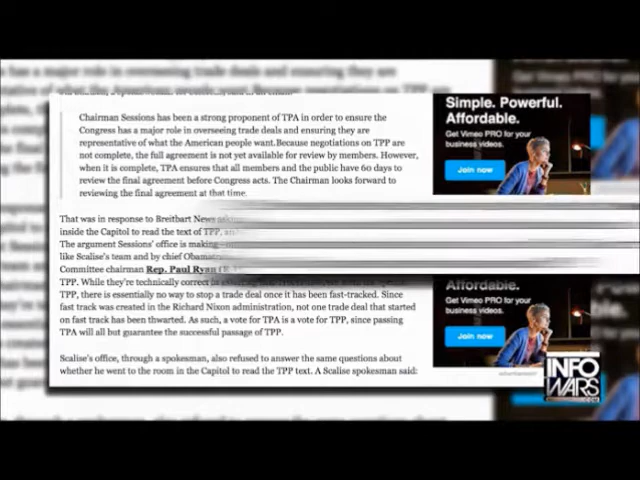 Chairman Sessions has been a strong proponent of TPA in order to ensure the
Congress has a major role in overseeing trade deals and ensuring they are
representative of what the American people want.Because negotiations on TPP are
not complete, the full agreement is not yet available for review by members. However,
when it is complete, TPA ensures that all members and the public have 60 days to
review the final agreement before Congress acts. The Chairman looks forward to
reviewing the final agreement at that time.
Simple. Powerful.
Affordable.
Get Vimeo PRO for your
business videos.
Join now
That was in response to Breitbart News
inside the Capitol to read the text of TPP,
The argument Sessions' office is making
like Scalise's team and by chief
Committee chairman Rep. Paul Ryan
TPP. While they're technically correct
TPP, there is essentially no way to stop a trade deal once it has been fast-tracked. Since
fast track was created in the Richard Nixon administration, not one trade deal that started
on fast track has been thwarted. As such, a vote for TPA is a vote for TPP, since passing
TPA will all but guarantee the successful passage of TPP.
Scalise's office, through a spokesman, also refused to answer the same questions about
whether he went to the room in the Capitol to read the TPP text. A Scalise spokesman said:
Affordable.
Get Vimeo PRO for your
business videos.
Join now
advertisement
INFO
WARS
.COM